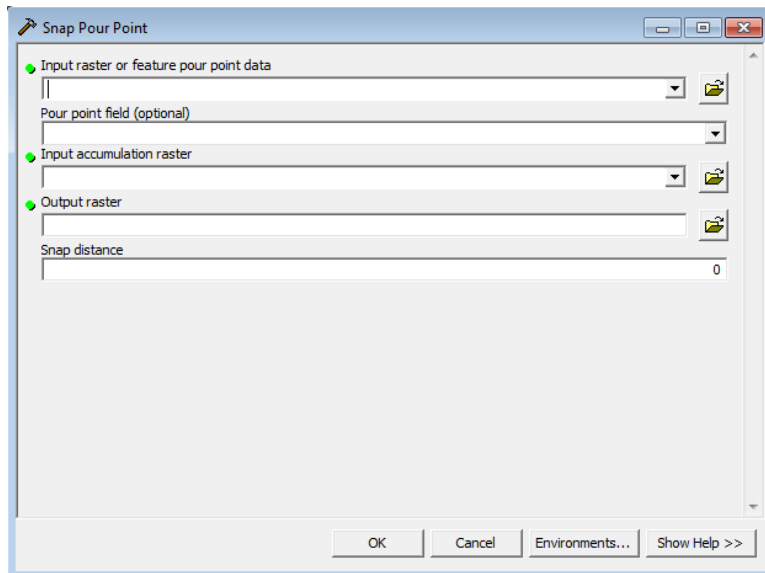 Snap Pour Point
Input raster or feature pour point data
Pour point field (optional)
Input accumulation raster
Output raster
Snap distance
0
OK Cancel Environments... Show Help >>